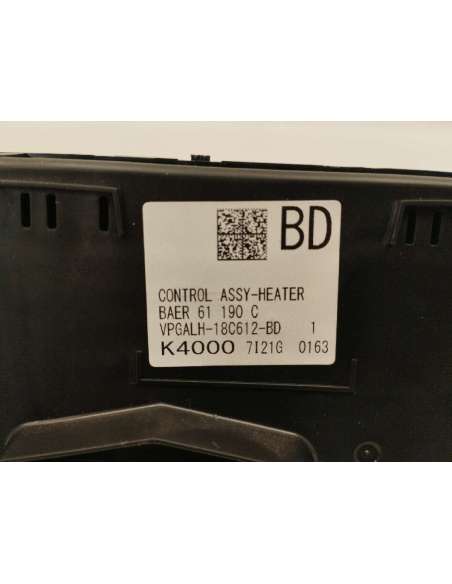 BD
CONTROL ASSY-HEATER
BAER 61 190 C
VPGALH-18C612-BD 1
K4000 7I21G 0163